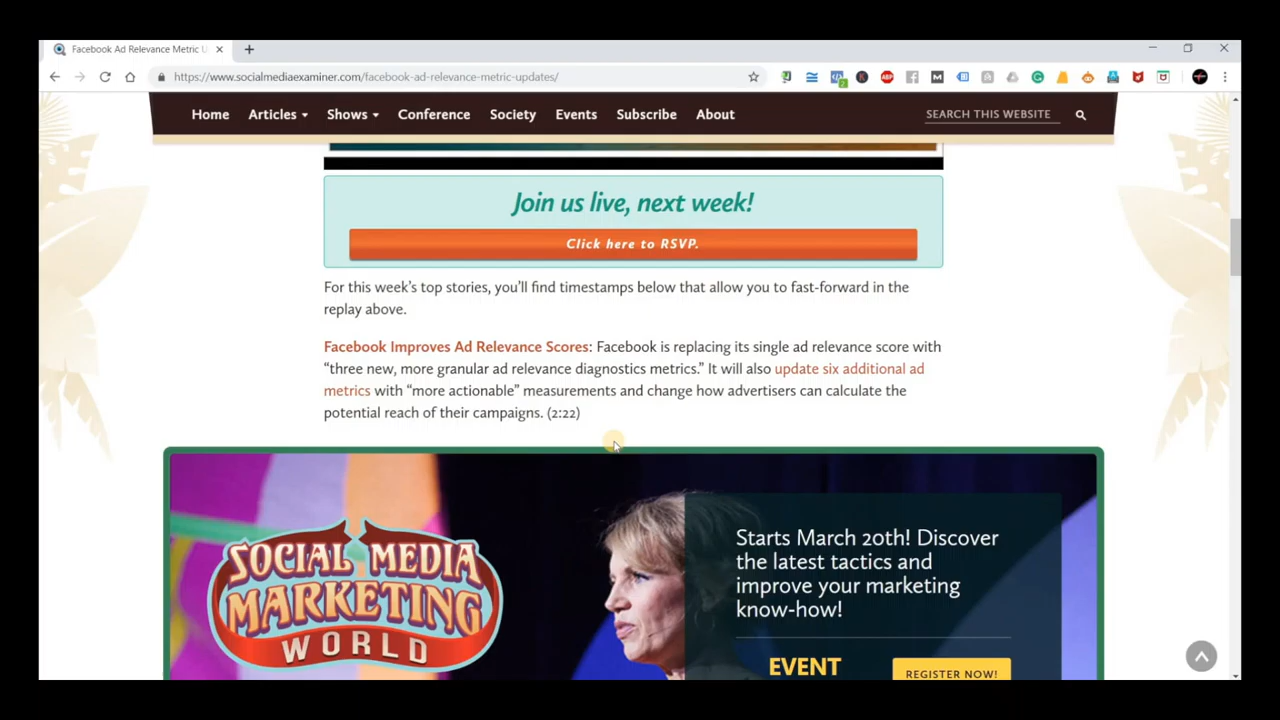 Facebook Ad Relevance Metric U
https://www.socialmediaexaminer.com/facebook-ad-relevance-metric-updates/
Home Articles Shows Conference Society Events Subscribe About SEARCH THIS WEBSITE
Join us live, next week!
Click here to RSVP.
For this week's top stories, you'll find timestamps below that allow you to fast-forward in the
replay above.
Facebook Improves Ad Relevance Scores: Facebook is replacing its single ad relevance score with
“three new, more granular ad relevance diagnostics metrics.” It will also update six additional ad
metrics with “more actionable” measurements and change how advertisers can calculate the
potential reach of their campaigns. (2:22)
SOCIAL MEDIA
MARKETING
WORLD
Starts March 20th! Discover
the latest tactics and
improve your marketing
know-how!
EVENT
REGISTER NOW!